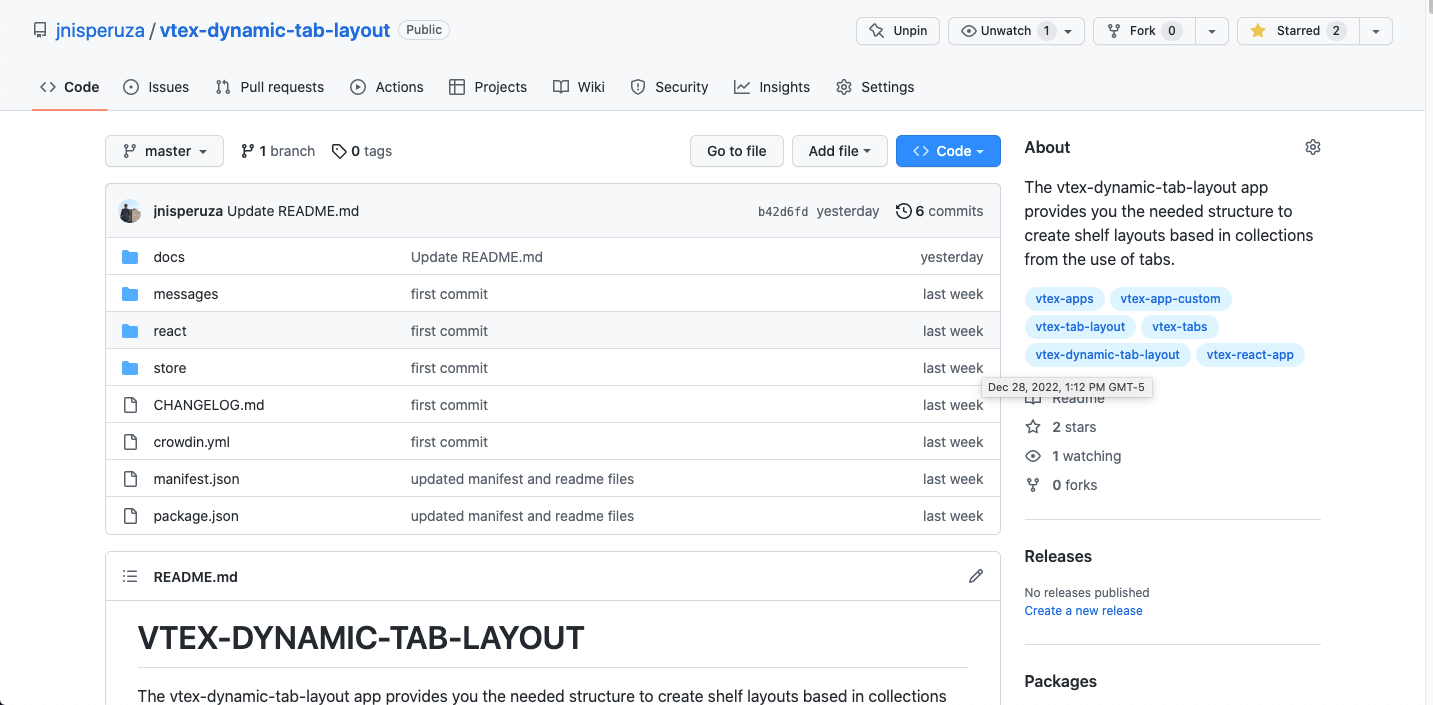 jnisperuza / vtex-dynamic-tab-layout Public
Unpin Unwatch 1 Fork 0 Starred 2
Code Issues Pull requests Actions Projects Wiki Security Insights Settings
master 1 branch 0 tags Go to file Add file Code
jnisperuza Update README.md b42d6fd yesterday 6 commits
docs Update README.md yesterday
messages first commit last week
react first commit last week
store first commit last week
CHANGELOG.md first commit last week
crowdin.yml first commit last week
manifest.json updated manifest and readme files last week
package.json updated manifest and readme files last week
README.md
VTEX-DYNAMIC-TAB-LAYOUT
The vtex-dynamic-tab-layout app provides you the needed structure to create shelf layouts based in collections
About
The vtex-dynamic-tab-layout app
provides you the needed structure to
create shelf layouts based in collections
from the use of tabs.
vtex-apps vtex-app-custom
vtex-tab-layout vtex-tabs
vtex-dynamic-tab-layout vtex-react-app
Dec 28, 2022, 1:12 PM GMT-5
Readme
2 stars
1 watching
0 forks
Releases
No releases published
Create a new release
Packages